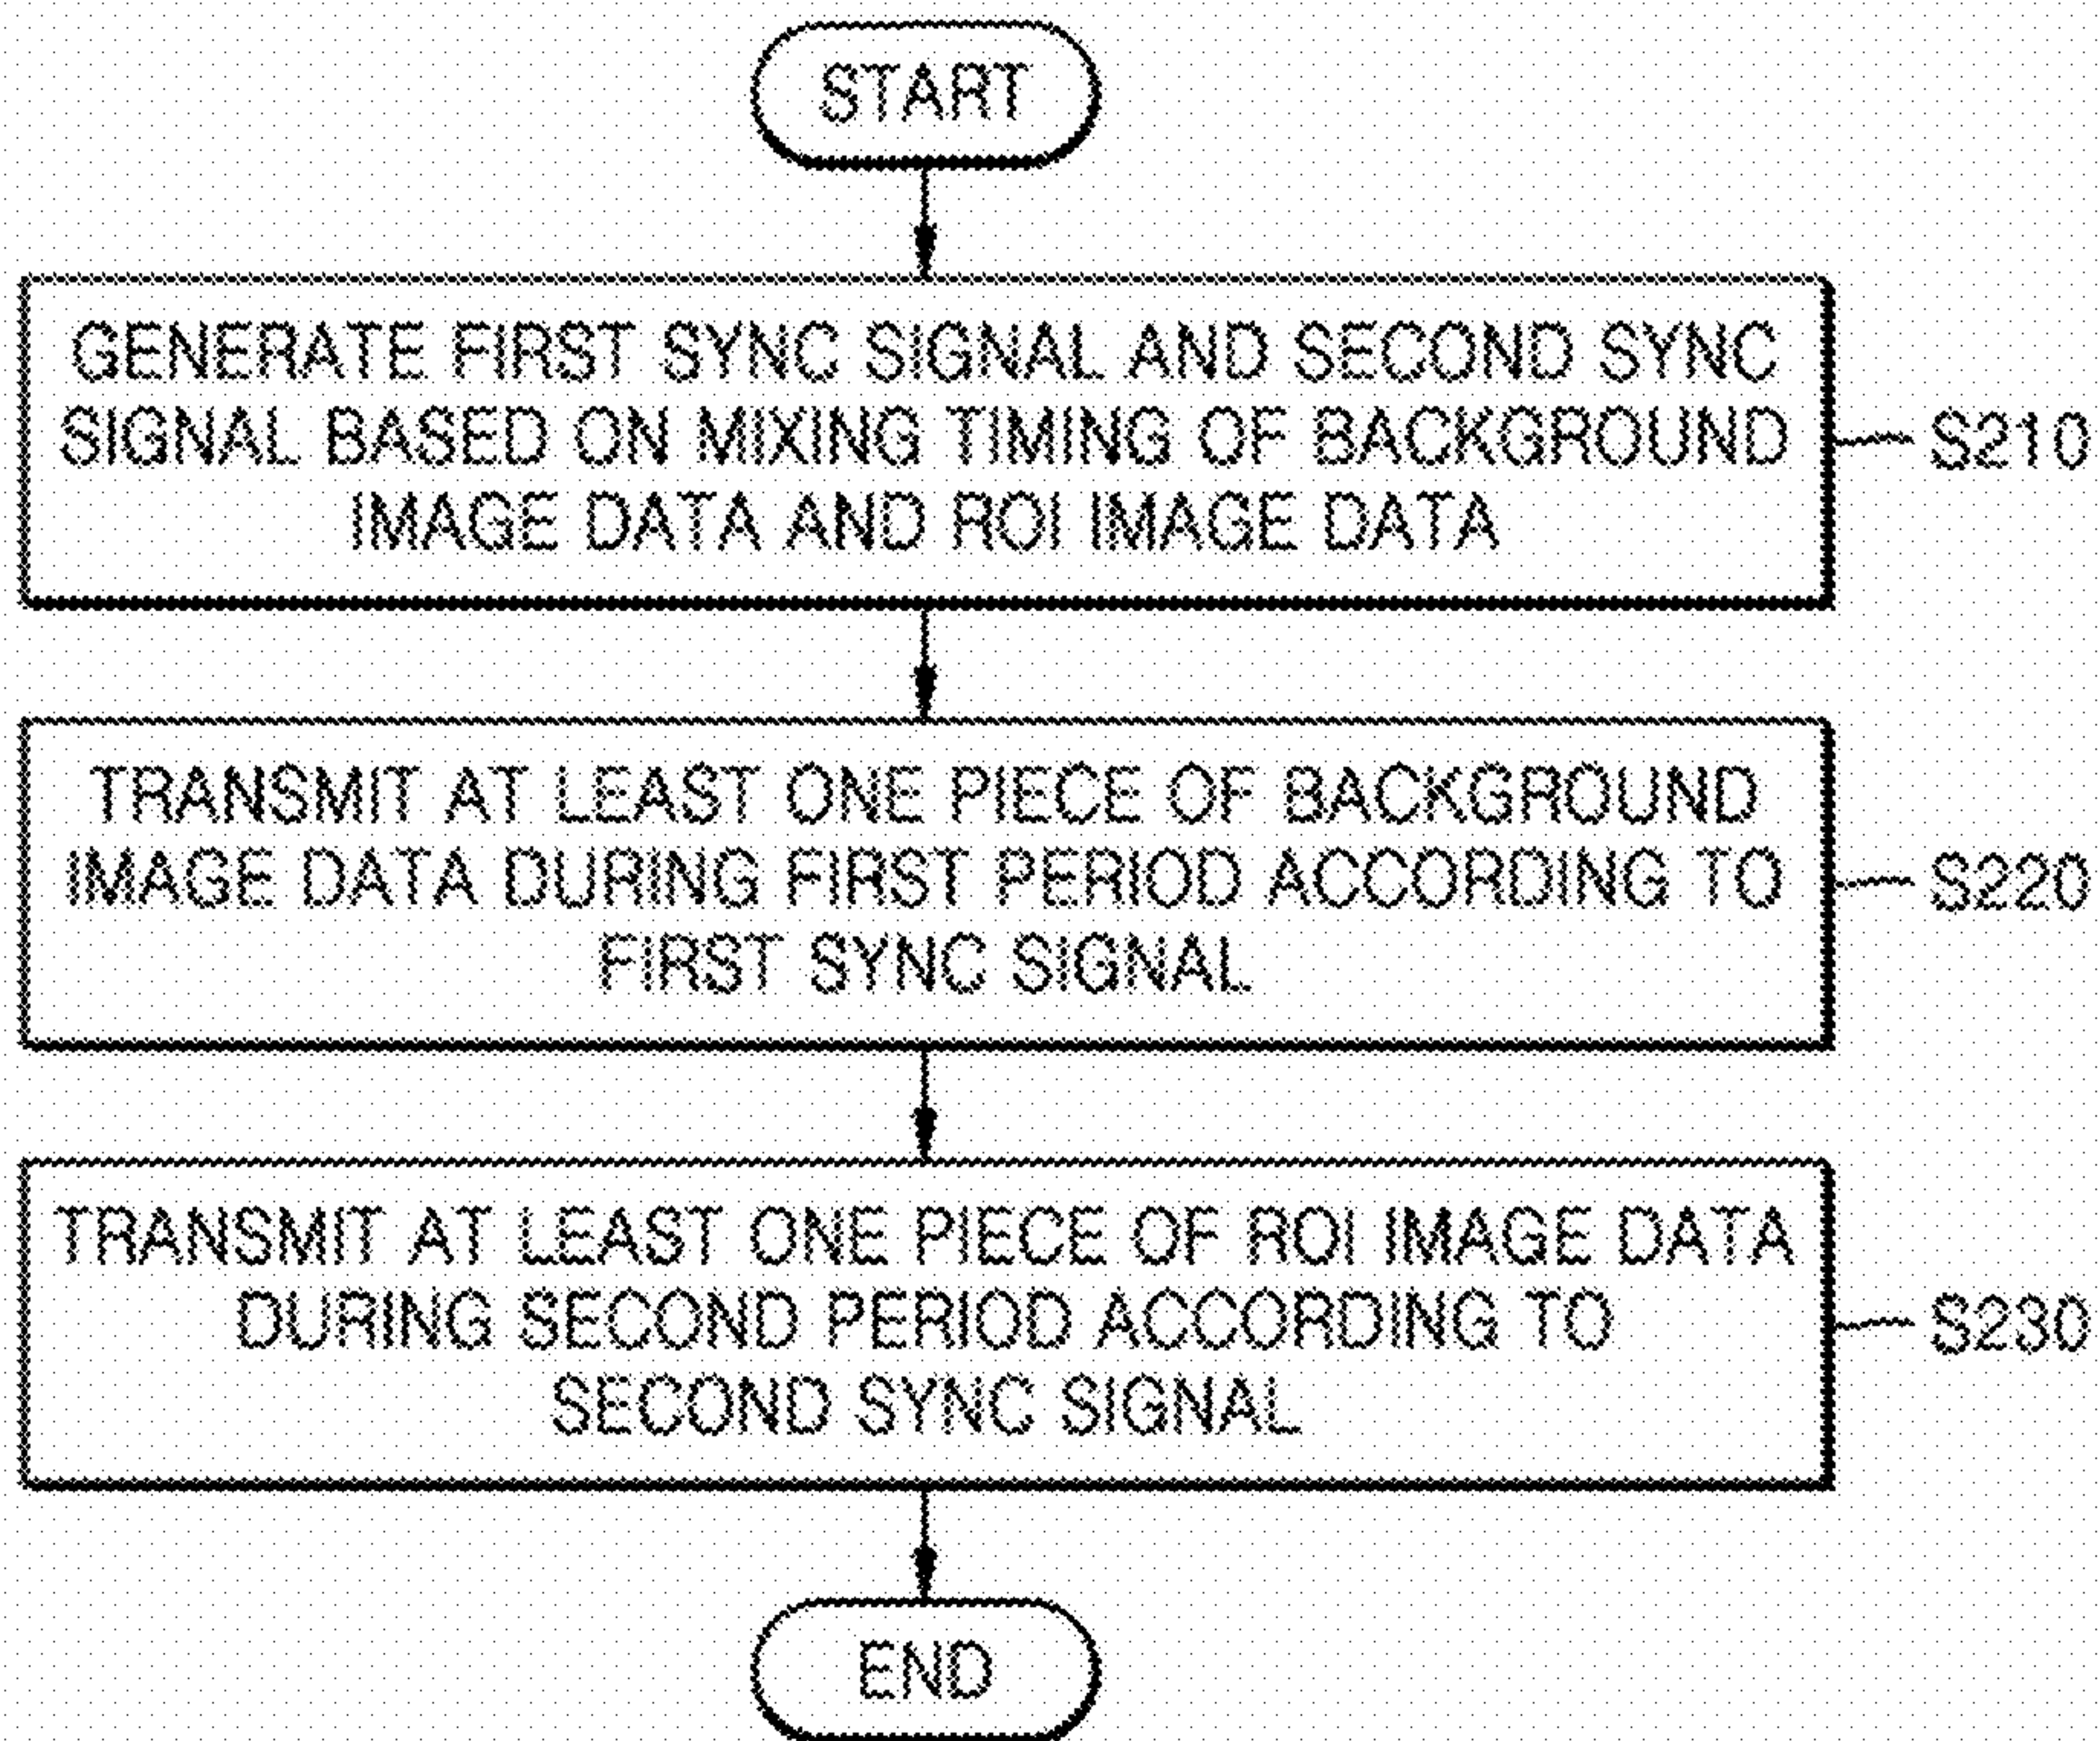 START
GENERATE FIRST SYNC SIGNAL AND SECOND SYNC
SIGNAL BASED ON MIXING TIMING OF BACKGROUND
IMAGE DATA AND ROI IMAGE DATA
S210
TRANSMIT AT LEAST ONE PIECE OF BACKGROUND
IMAGE DATA DURING FIRST PERIOD ACCORDING TO
FIRST SYNC SIGNAL
S220
TRANSMIT AT LEAST ONE PIECE OF ROI IMAGE DATA
DURING SECOND PERIOD ACCORDING TO
SECOND SYNC SIGNAL
S230
END